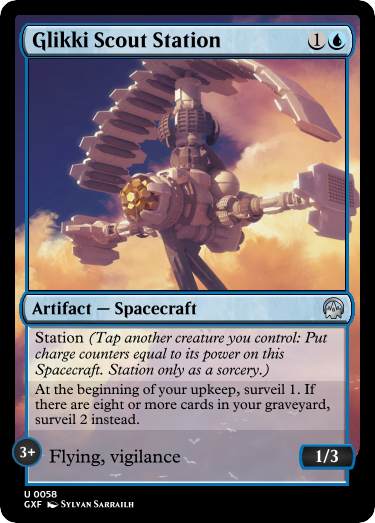 Glikki Scout Station 1
Artifact — Spacecraft
Station (Tap another creature you control: Put
charge counters equal to its power on this
Spacecraft. Station only as a sorcery.)
At the beginning of your upkeep, surveil 1. If
there are eight or more cards in your graveyard,
surveil 2 instead.
3+ Flying, vigilance 1/3
U 0058
GXF Sylvan Sarrailh